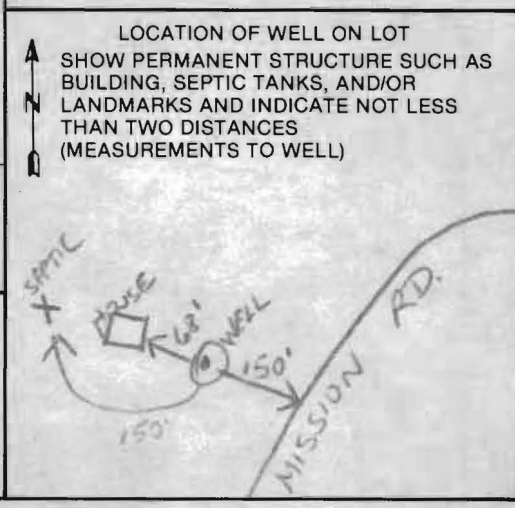 LOCATION OF WELL ON LOT
SHOW PERMANENT STRUCTURE SUCH AS
BUILDING, SEPTIC TANKS, AND/OR
N LANDMARKS AND INDICATE NOT LESS
THAN TWO DISTANCES
(MEASUREMENTS TO WELL)
SEPTIC
X
HOUSE
68'
WELL
150'
150'
MISSION RD.